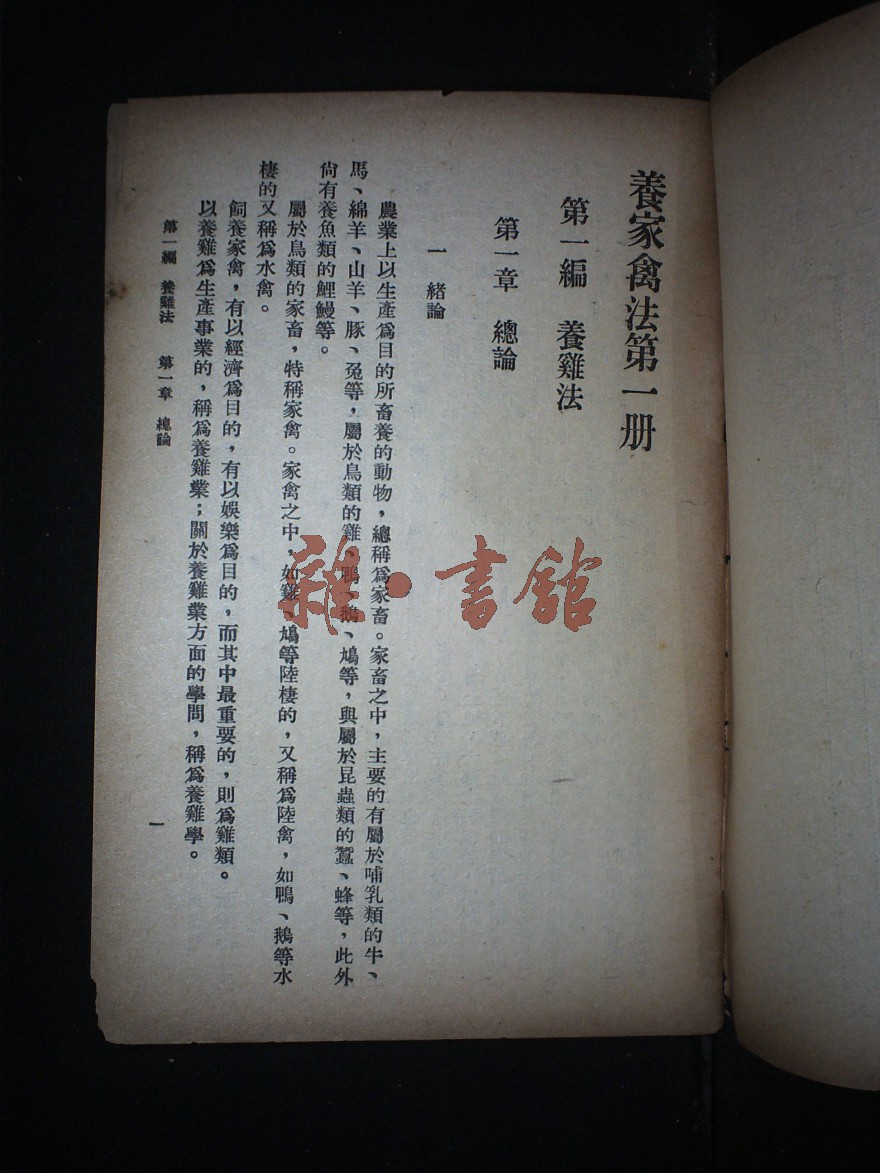 養家禽法第一册
第一編　養雞法
第一章　總論
一　緒論
農業上以生產爲目的所畜養的動物，總稱爲家畜。家畜之中，主要的有屬於哺乳類的牛、
馬、綿羊、山羊、豚、兔等，屬於鳥類的雞、鴨、鵝、鳩等，與屬於昆蟲類的蠶、蜂等，此外
尙有養魚類的鯉鰻等。
屬於鳥類的家畜，特稱家禽。家禽之中，如雞、鳩等陸棲的，又稱爲陸禽，如鴨、鵝等水
棲的又稱爲水禽。
飼養家禽，有以經濟爲目的，有以娛樂爲目的，而其中最重要的，則爲雞類。
以養雞爲生產事業的，稱爲養雞業；關於養雞業方面的學問，稱爲養雞學。
第一編　養雞法　第一章　總論
一
雜·書館